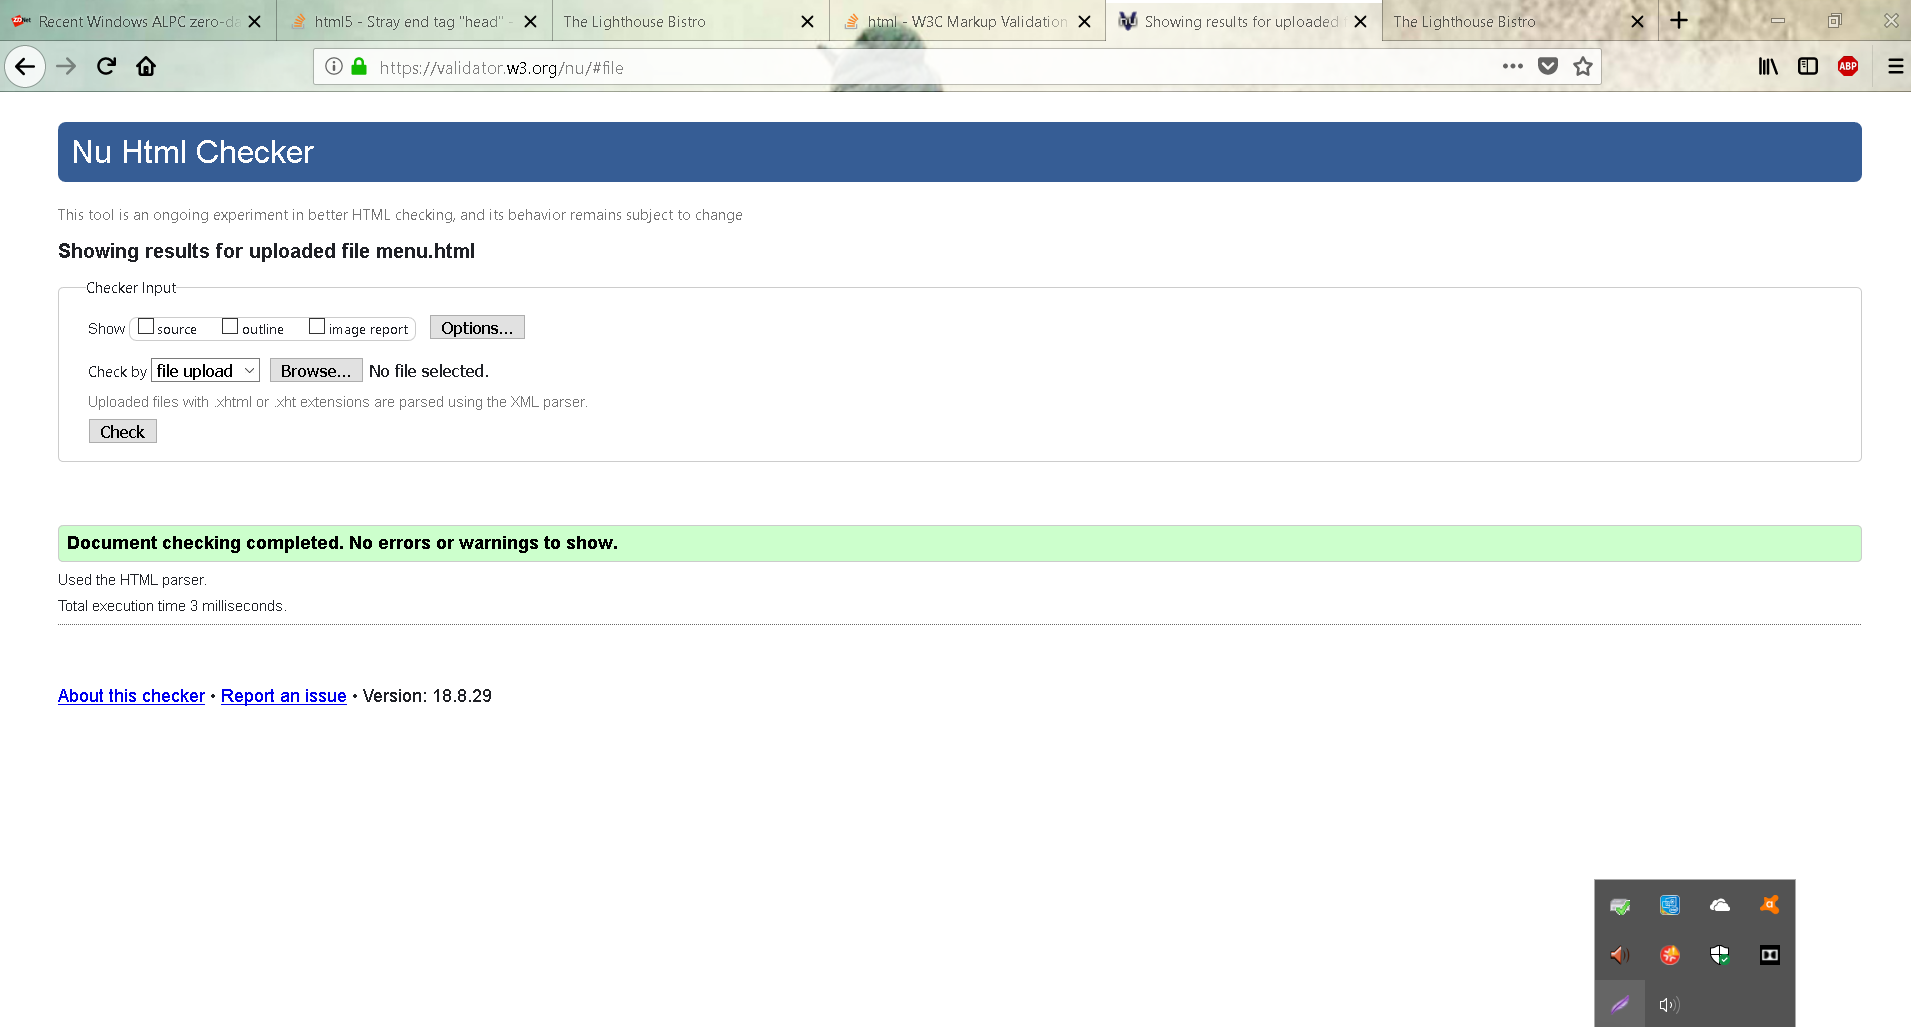 Recent Windows ALPC zero-da
html5 - Stray end tag "head" -
The Lighthouse Bistro
html - W3C Markup Validation
Showing results for uploaded
The Lighthouse Bistro
https://validator.w3.org/nu/#file
ABP
Nu Html Checker
This tool is an ongoing experiment in better HTML checking, and its behavior remains subject to change
Showing results for uploaded file menu.html
Checker Input
Show source outline image report Options...
Check by file upload Browse... No file selected.
Uploaded files with .xhtml or .xht extensions are parsed using the XML parser.
Check
Document checking completed. No errors or warnings to show.
Used the HTML parser.
Total execution time 3 milliseconds.
About this checker • Report an issue • Version: 18.8.29